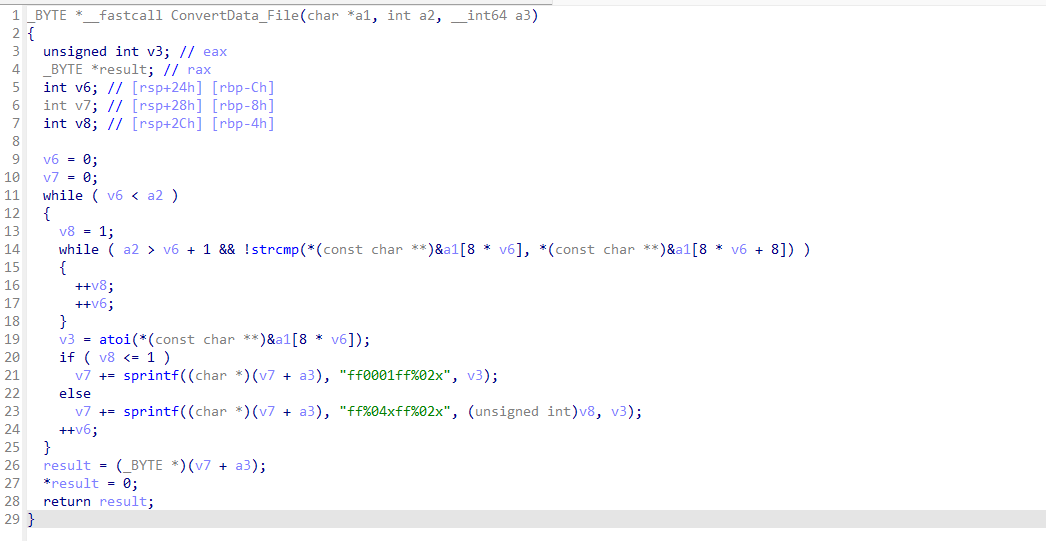 1 _BYTE *__fastcall ConvertData_File(char *a1, int a2, __int64 a3)
2 {
3   unsigned int v3; // eax
4   _BYTE *result; // rax
5   int v6; // [rsp+24h] [rbp-Ch]
6   int v7; // [rsp+28h] [rbp-8h]
7   int v8; // [rsp+2Ch] [rbp-4h]
8
9   v6 = 0;
10   v7 = 0;
11   while ( v6 < a2 )
12   {
13     v8 = 1;
14     while ( a2 > v6 + 1 && !strcmp(*(const char **)&a1[8 * v6], *(const char **)&a1[8 * v6 + 8]) )
15     {
16       ++v8;
17       ++v6;
18     }
19     v3 = atoi(*(const char **)&a1[8 * v6]);
20     if ( v8 <= 1 )
21       v7 += sprintf((char *)(v7 + a3), "ff0001ff%02x", v3);
22     else
23       v7 += sprintf((char *)(v7 + a3), "ff%04xff%02x", (unsigned int)v8, v3);
24     ++v6;
25   }
26   result = (_BYTE *)(v7 + a3);
27   *result = 0;
28   return result;
29 }